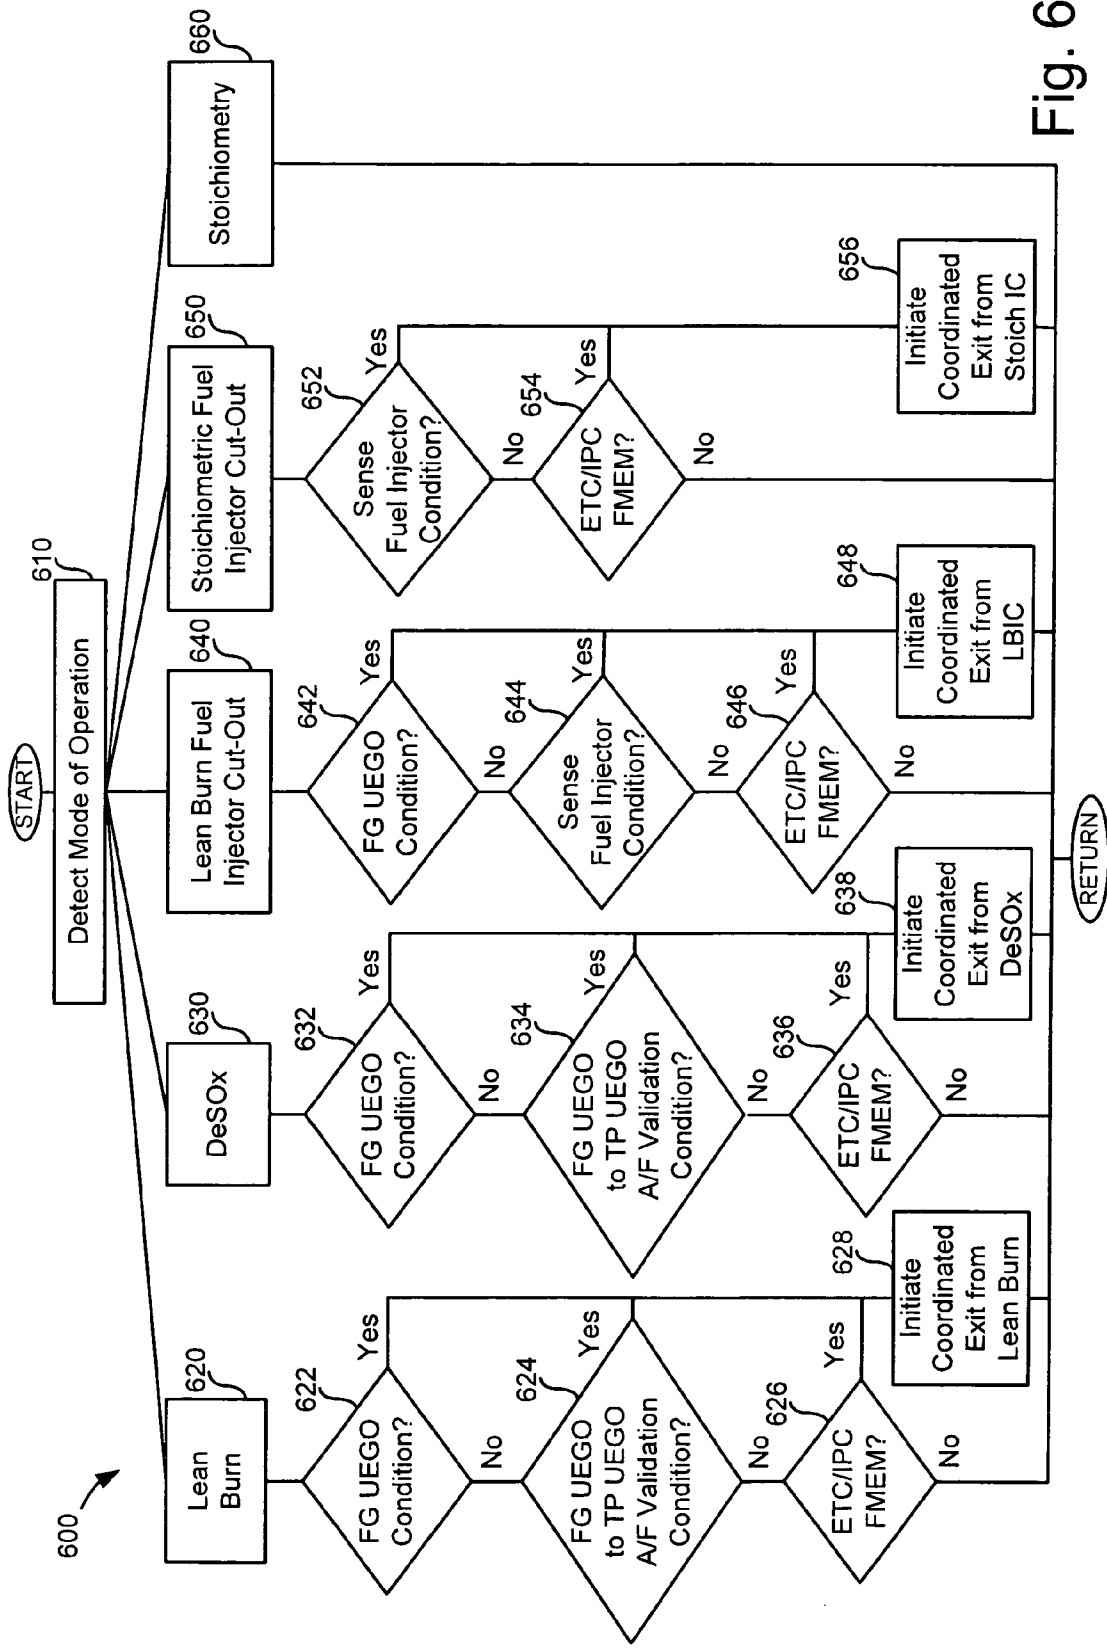 600
START
610
Detect Mode of Operation
620
Lean
Burn
622
FG UEGO
Condition?
Yes
No
624
FG UEGO
to TP UEGO
A/F Validation
Condition?
Yes
No
626
ETC/IPC
FMEM?
Yes
No
628
Initiate
Coordinated
Exit from
Lean Burn
630
DeSOx
632
FG UEGO
Condition?
Yes
No
634
FG UEGO
to TP UEGO
A/F Validation
Condition?
Yes
No
636
ETC/IPC
FMEM?
Yes
No
638
Initiate
Coordinated
Exit from
DeSOx
640
Lean Burn Fuel
Injector Cut-Out
642
FG UEGO
Condition?
Yes
No
644
Sense
Fuel Injector
Condition?
Yes
No
646
ETC/IPC
FMEM?
Yes
No
648
Initiate
Coordinated
Exit from
LBIC
650
Stoichiometric Fuel
Injector Cut-Out
652
Sense
Fuel Injector
Condition?
Yes
No
654
ETC/IPC
FMEM?
Yes
No
656
Initiate
Coordinated
Exit from
Stoich IC
660
Stoichiometry
RETURN
Fig. 6